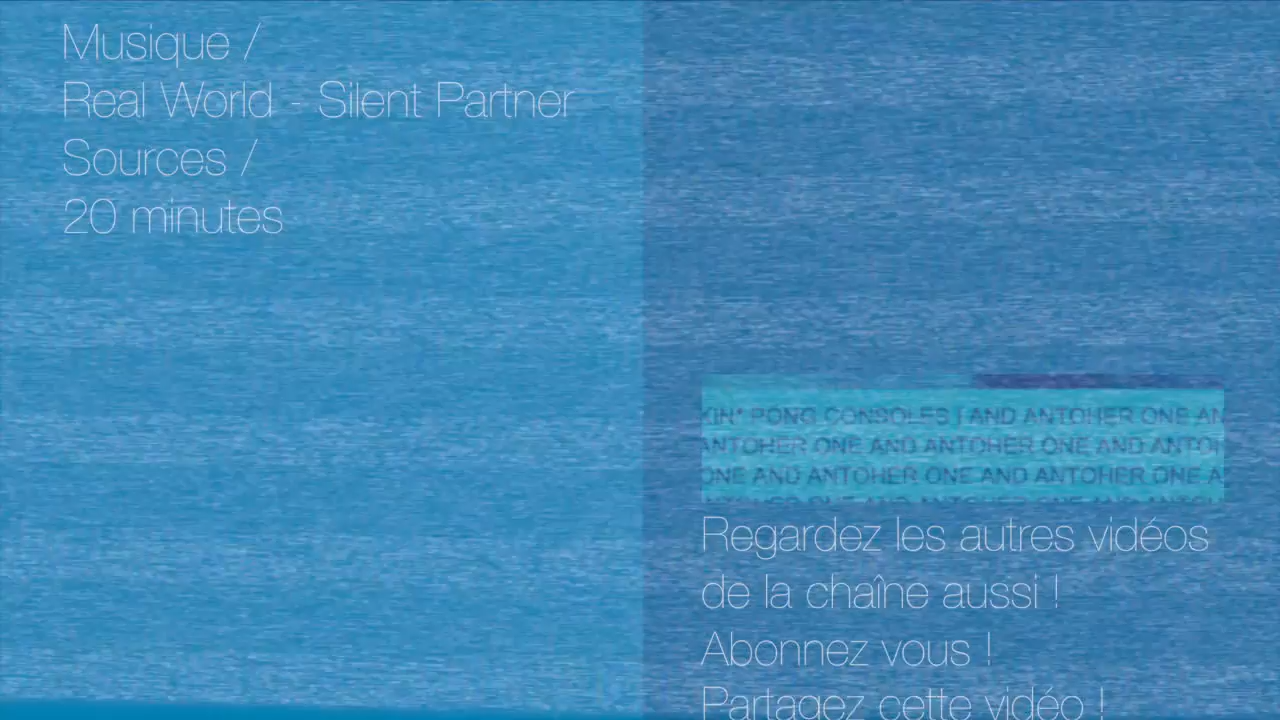 Musique /
Real World - Silent Partner
Sources /
20 minutes
KIN' PONG CONSOLES | AND ANTOHER ONE AN
ANTOHER ONE AND ANTOHER ONE AND ANTOH
ONE AND ANTOHER ONE AND ANTOHER ONE A
Regardez les autres vidéos
de la chaîne aussi !
Abonnez vous !
Partagez cette vidéo !